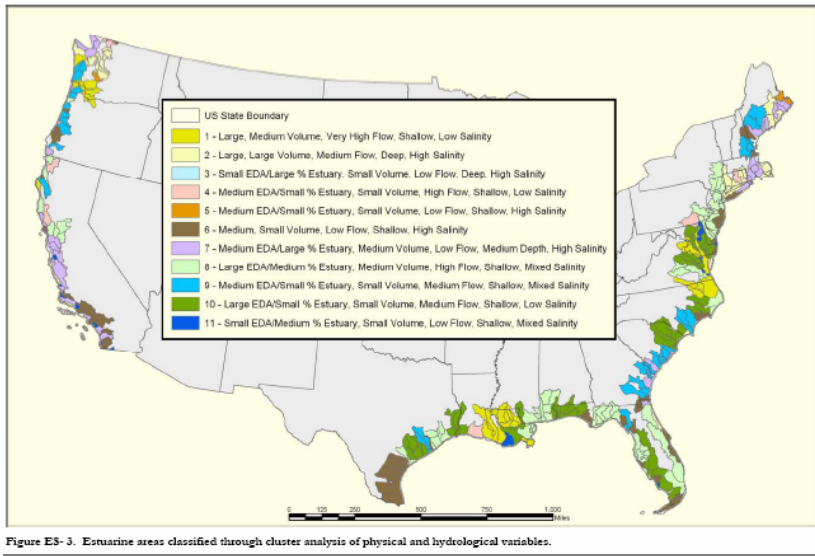 US State Boundary
1 - Large, Medium Volume, Very High Flow, Shallow, Low Salinity
2 - Large, Large Volume, Medium Flow, Deep, High Salinity
3 - Small EDA/Large % Estuary, Small Volume, Low Flow, Deep, High Salinity
4 - Medium EDA/Small % Estuary, Small Volume, High Flow, Shallow, Low Salinity
5 - Medium EDA/Small % Estuary, Small Volume, Low Flow, Shallow, High Salinity
6 - Medium, Small Volume, Low Flow, Shallow, High Salinity
7 - Medium EDA/Large % Estuary, Medium Volume, Low Flow, Medium Depth, High Salinity
8 - Large EDA/Medium % Estuary, Medium Volume, High Flow, Shallow, Mixed Salinity
9 - Medium EDA/Small % Estuary, Small Volume, Medium Flow, Shallow, Mixed Salinity
10 - Large EDA/Small % Estuary, Small Volume, Medium Flow, Shallow, Low Salinity
11 - Small EDA/Medium % Estuary, Small Volume, Low Flow, Shallow, Mixed Salinity
0 125 250 500 750 1,000
Miles
Figure ES- 3. Estuarine areas classified through cluster analysis of physical and hydrological variables.